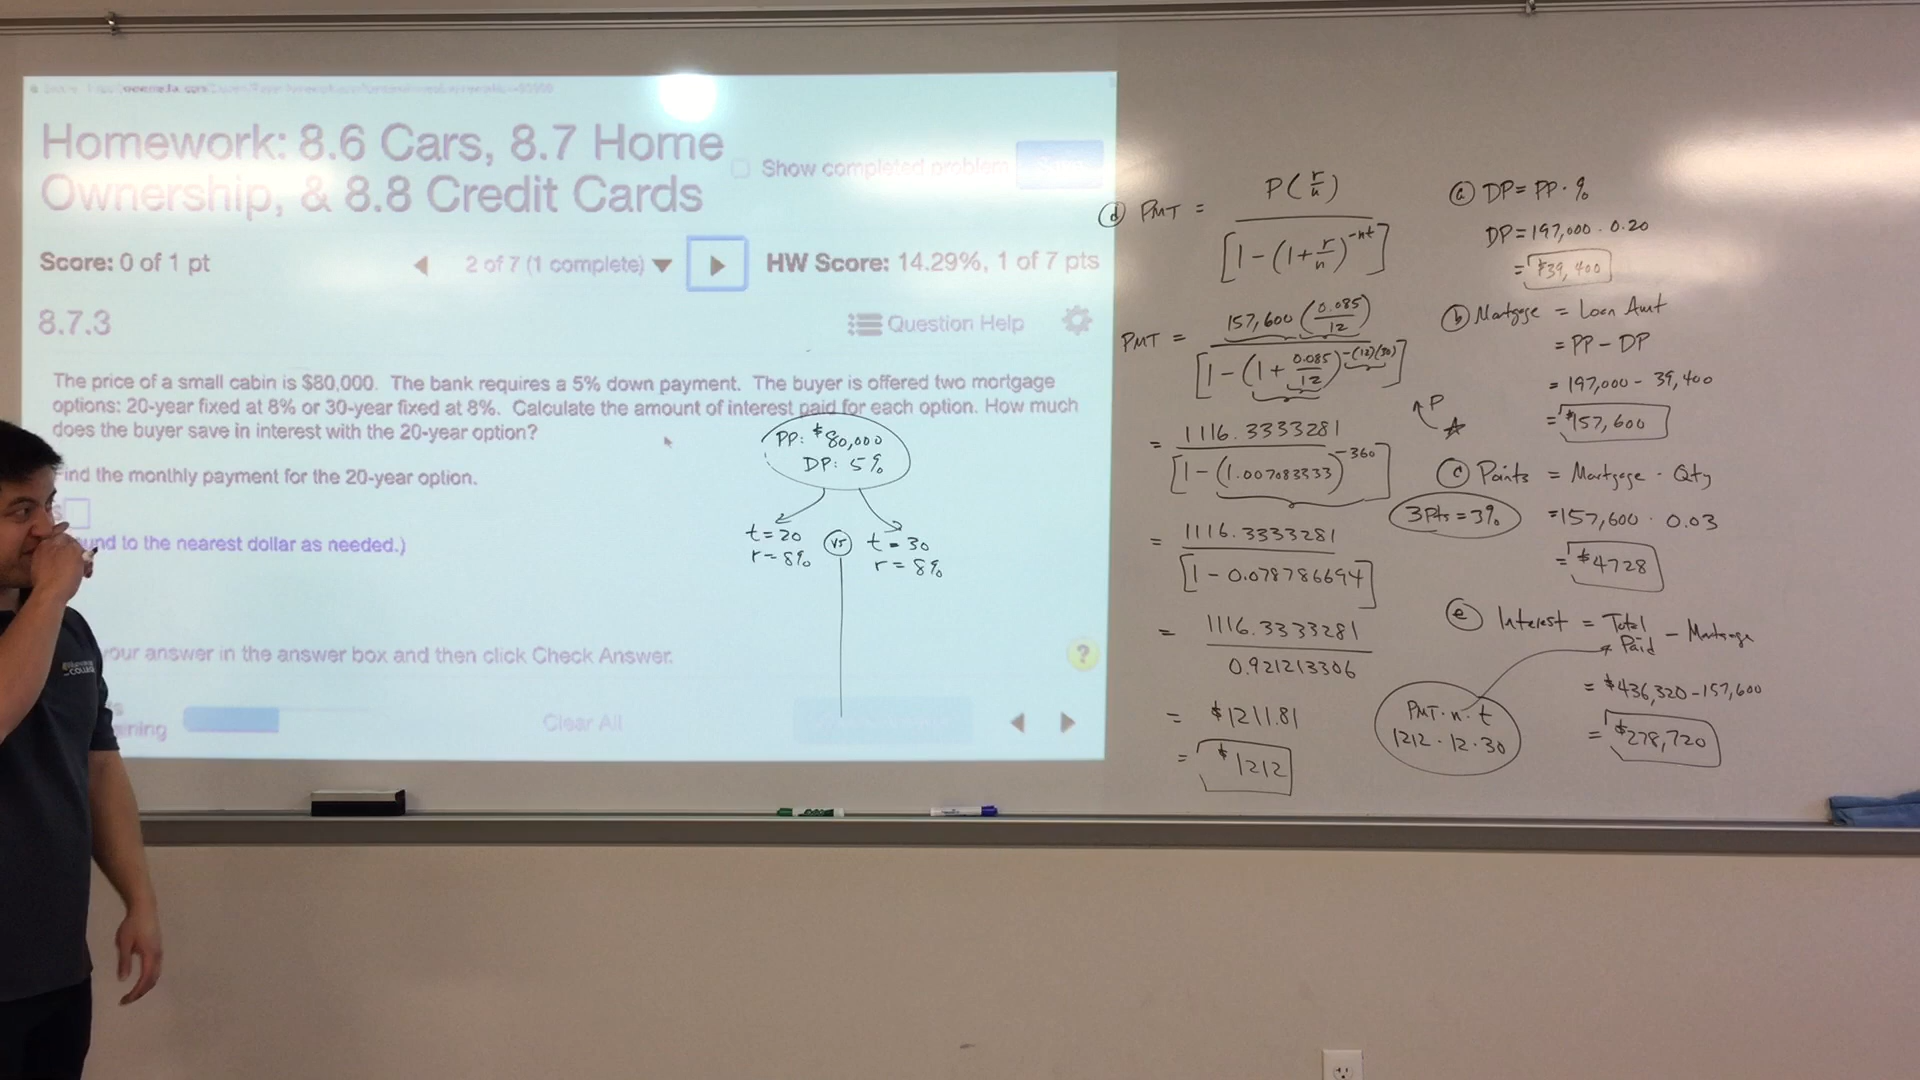 Homework: 8.6 Cars, 8.7 Home
Ownership, & 8.8 Credit Cards
Show completed problem
Score: 0 of 1 pt
2 of 7 (1 complete)
HW Score: 14.29%, 1 of 7 pts
8.7.3
Question Help
The price of a small cabin is $80,000. The bank requires a 5% down payment. The buyer is offered two mortgage
options: 20-year fixed at 8% or 30-year fixed at 8%. Calculate the amount of interest paid for each option. How much
does the buyer save in interest with the 20-year option?
ind the monthly payment for the 20-year option.
und to the nearest dollar as needed.)
your answer in the answer box and then click Check Answer.
?
Clear All
PP: $80,000
DP: 5%
t=20 vs t=30
r=8% r=8%
(d) PMT = P(r/n) / [1-(1+r/n)^-nt]
PMT = 157,600(0.085/12) / [1-(1+0.085/12)^-(12)(30)]
= 1116.3333281 / [1-(1.007083333)^-360]
= 1116.3333281 / [1-0.078786694]
= 1116.3333281 / 0.921213306
= $1211.81
= $1212
(a) DP = PP · %
DP = 197,000 · 0.20
= $39,400
(b) Mortgage = Loan Amt
= PP - DP
= 197,000 - 39,400
= $157,600
P
(c) Points = Mortgage · Qty
3Pts = 3%
= 157,600 · 0.03
= $4728
(e) Interest = Total Paid - Mortgage
= $436,320 - 157,600
= $278,720
PMT · n · t
1212 · 12 · 30